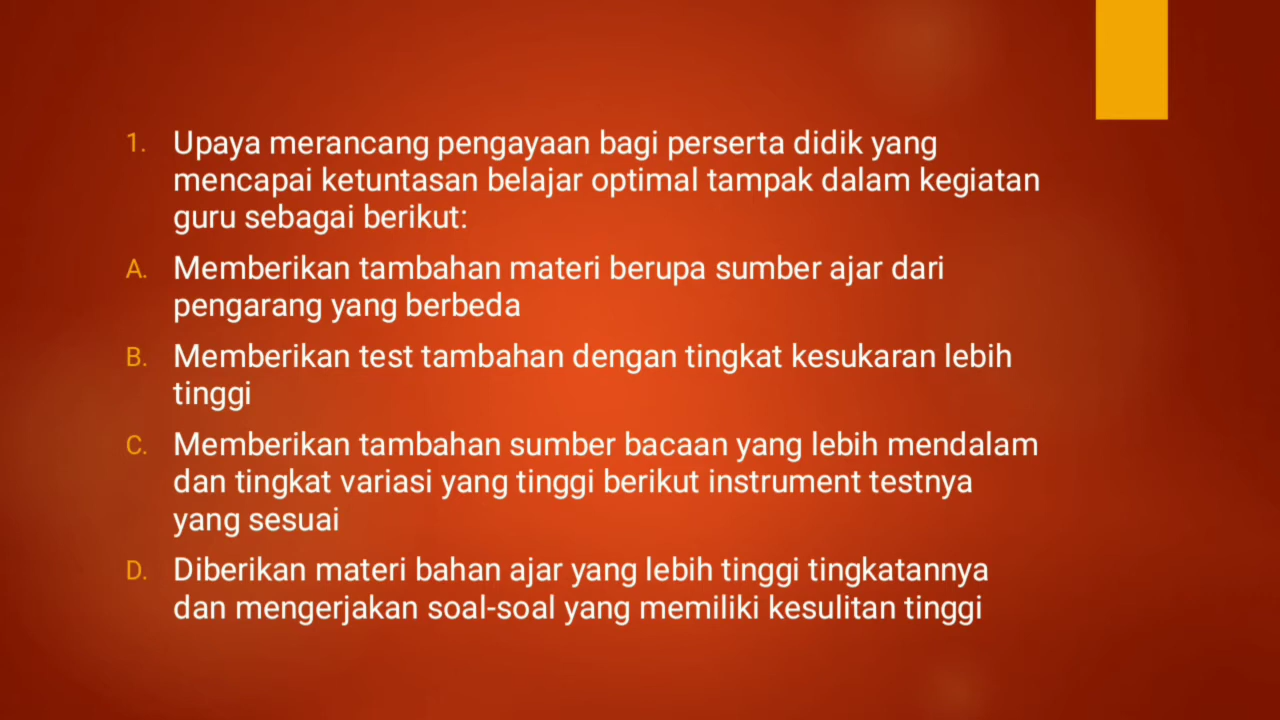 1. Upaya merancang pengayaan bagi perserta didik yang
mencapai ketuntasan belajar optimal tampak dalam kegiatan
guru sebagai berikut:
A. Memberikan tambahan materi berupa sumber ajar dari
pengarang yang berbeda
B. Memberikan test tambahan dengan tingkat kesukaran lebih
tinggi
C. Memberikan tambahan sumber bacaan yang lebih mendalam
dan tingkat variasi yang tinggi berikut instrument testnya
yang sesuai
D. Diberikan materi bahan ajar yang lebih tinggi tingkatannya
dan mengerjakan soal-soal yang memiliki kesulitan tinggi